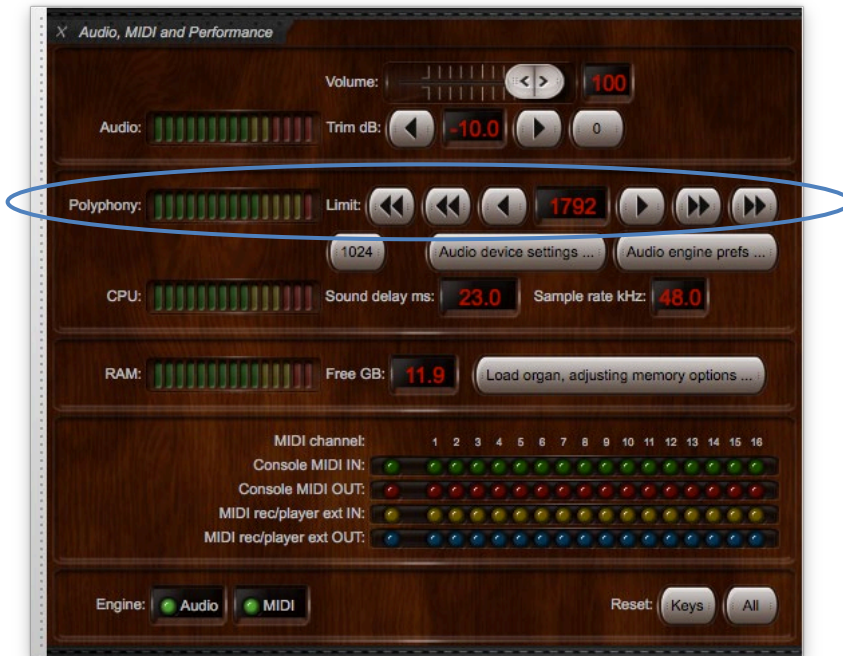 X Audio, MIDI and Performance
Volume: < > 100
Audio: Trim dB: -10.0 0
Polyphony: Limit: 1792
1024 Audio device settings ... Audio engine prefs ...
CPU: Sound delay ms: 23.0 Sample rate kHz: 48.0
RAM: Free GB: 11.9 Load organ, adjusting memory options ...
MIDI channel: 1 2 3 4 5 6 7 8 9 10 11 12 13 14 15 16
Console MIDI IN:
Console MIDI OUT:
MIDI rec/player ext IN:
MIDI rec/player ext OUT:
Engine: Audio MIDI Reset: Keys All